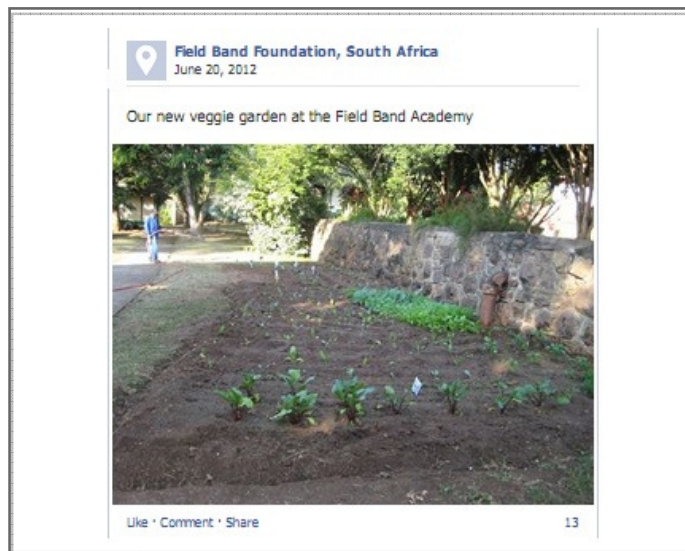 Field Band Foundation, South Africa
June 20, 2012
Our new veggie garden at the Field Band Academy
Like · Comment · Share 13